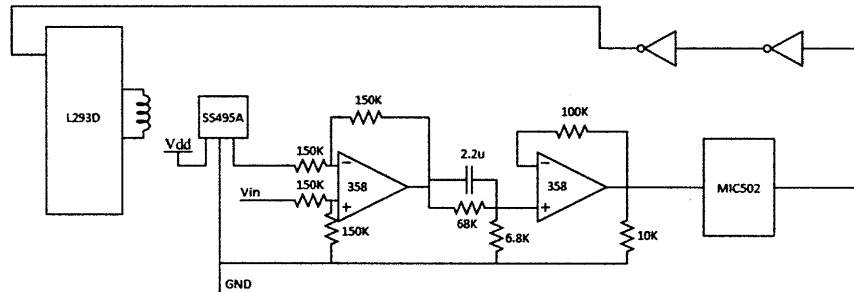 L293D
Vdd
SS495A
150K
150K
Vin
150K
150K
−
358
+
2.2u
68K
6.8K
100K
−
358
+
10K
MIC502
GND